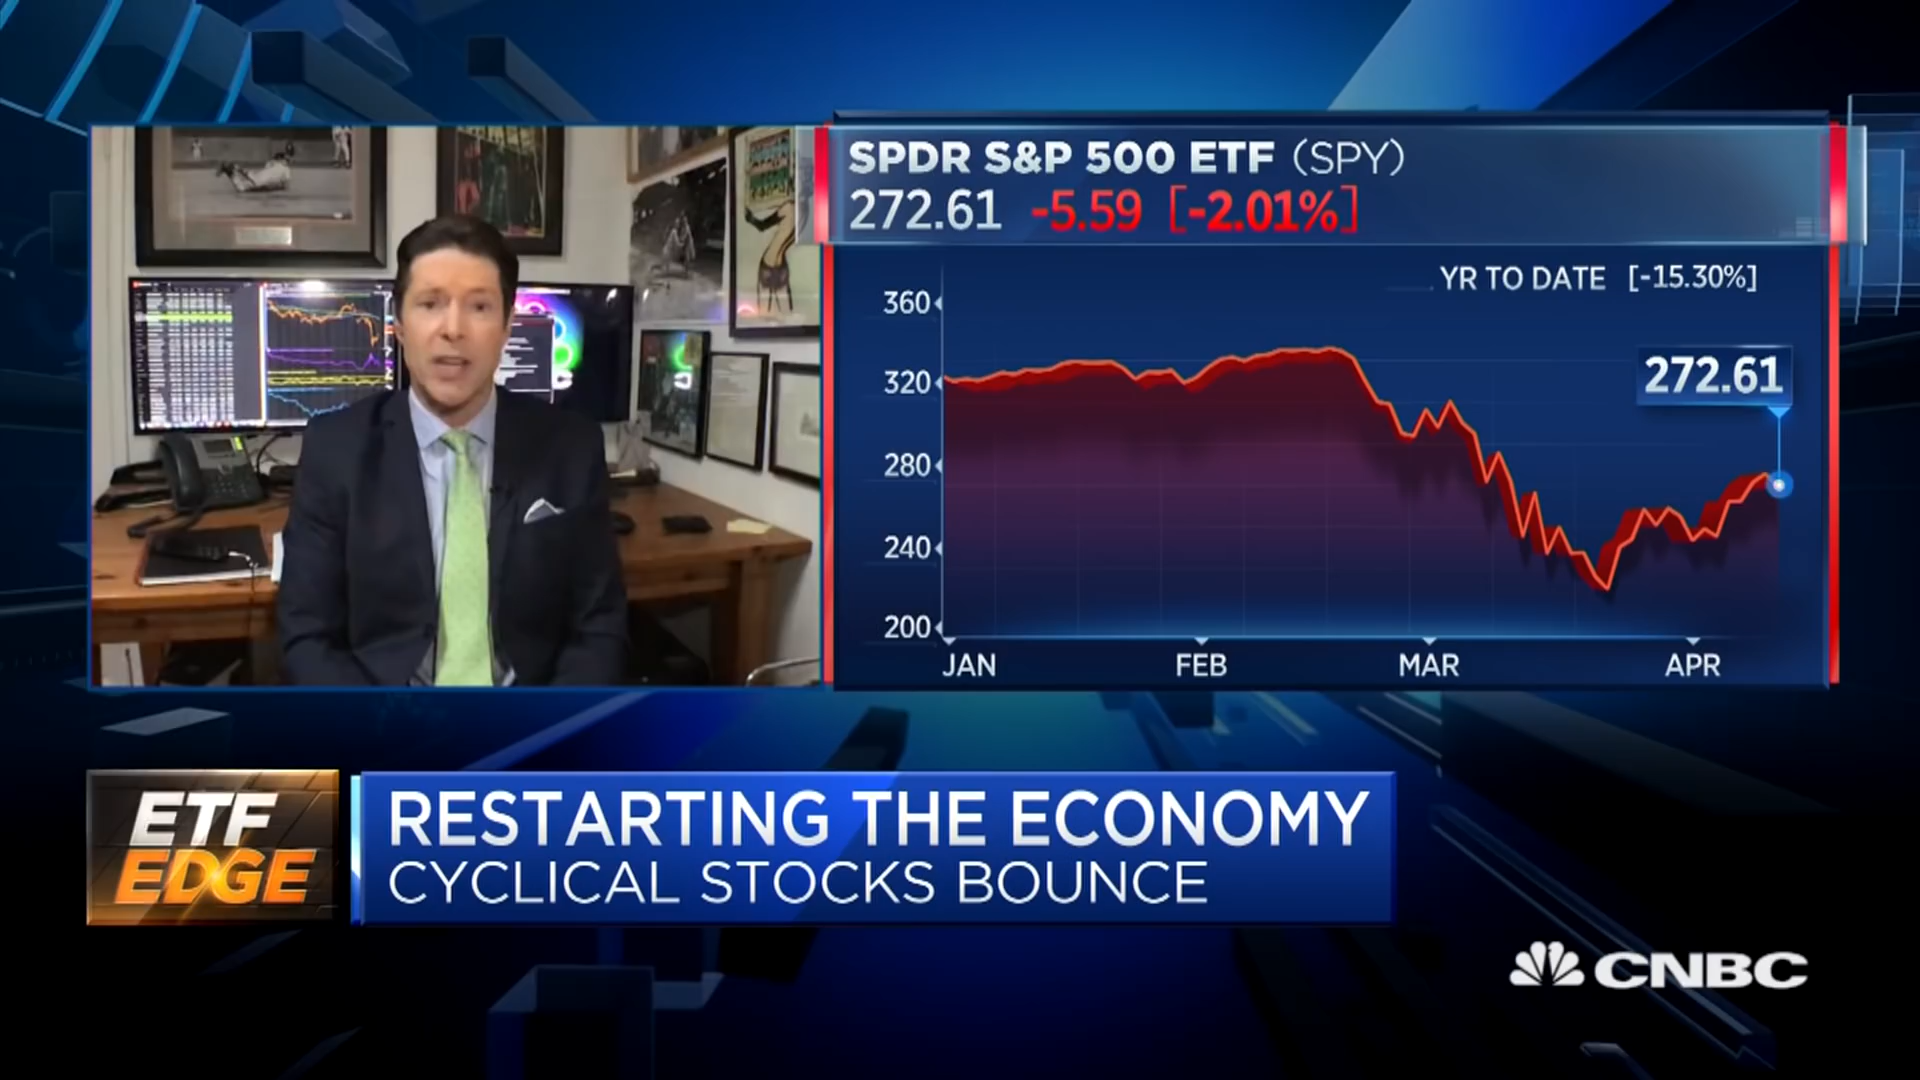 SPDR S&P 500 ETF (SPY)
272.61 -5.59 [-2.01%]
YR TO DATE [-15.30%]
360
320
280
240
200
272.61
JAN FEB MAR APR
ETF
EDGE
RESTARTING THE ECONOMY
CYCLICAL STOCKS BOUNCE
CNBC